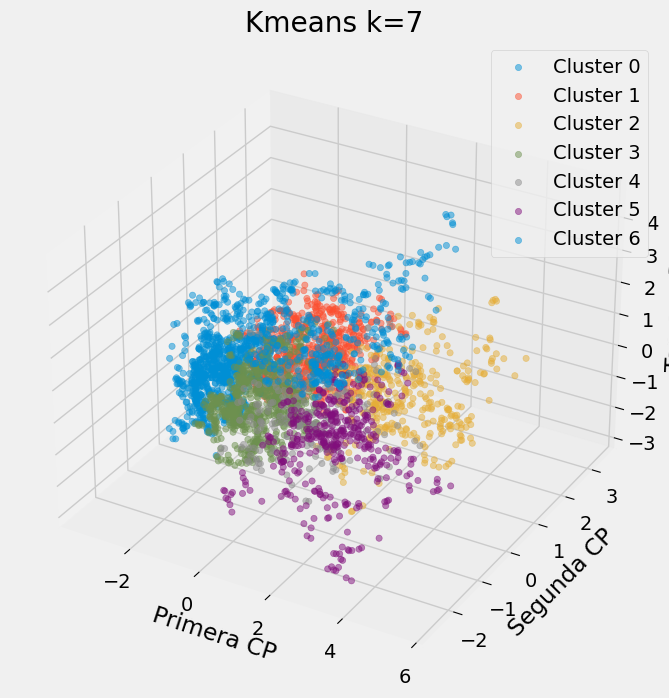 Kmeans k=7
Cluster 0
Cluster 1
Cluster 2
Cluster 3
Cluster 4
Cluster 5
Cluster 6
4
3
2
1
0
−1
−2
−3
3
2
1
0
−1
−2
Segunda CP
−2
0
2
4
6
Primera CP